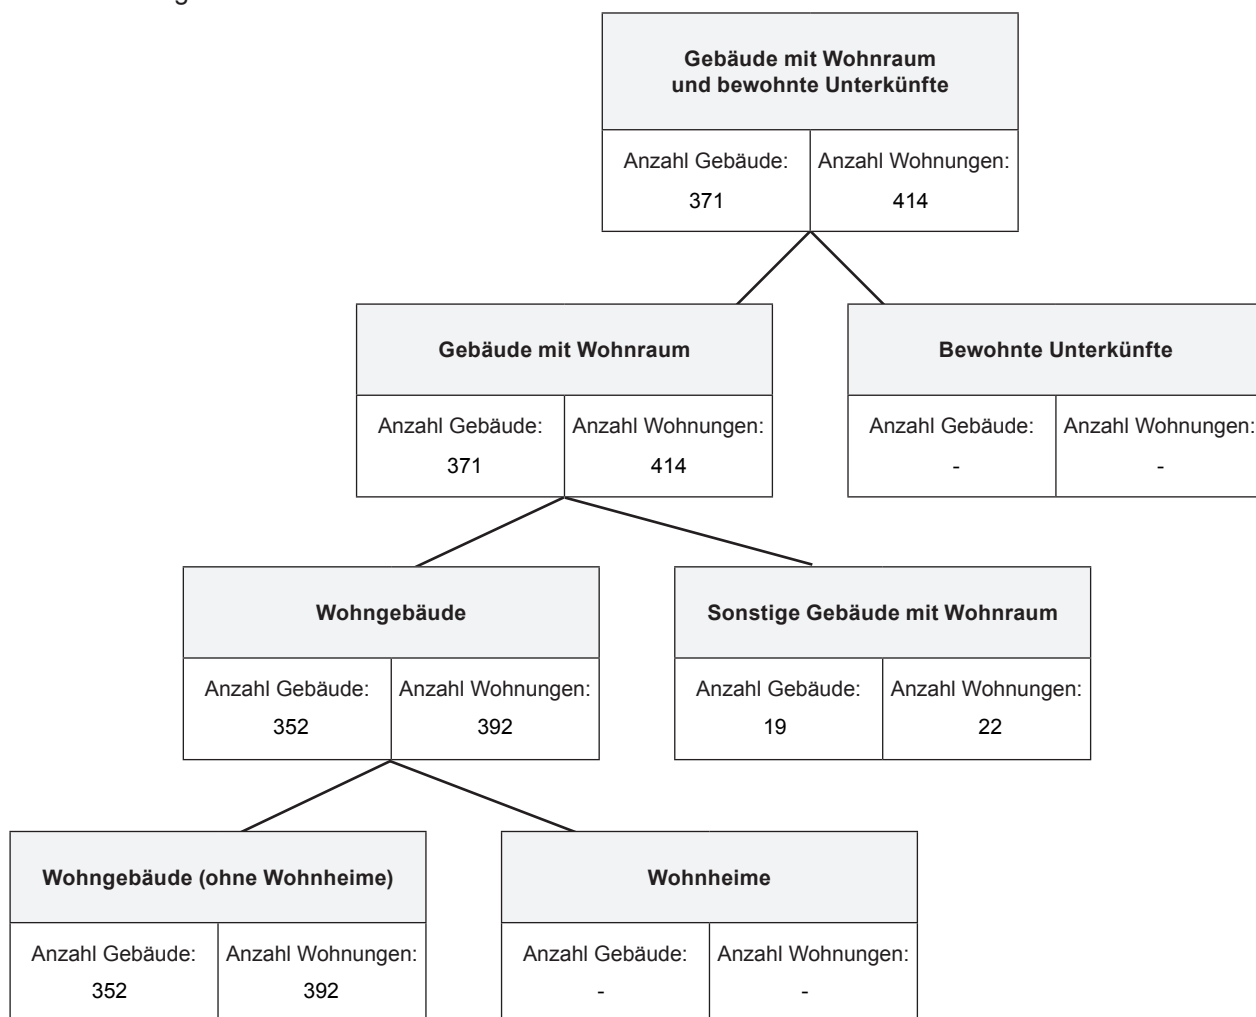 Gebäude mit Wohnraum
und bewohnte Unterkünfte
Anzahl Gebäude: Anzahl Wohnungen:
371 414
Gebäude mit Wohnraum
Bewohnte Unterkünfte
Anzahl Gebäude: Anzahl Wohnungen:
371 414
Anzahl Gebäude: Anzahl Wohnungen:
- -
Wohngebäude
Sonstige Gebäude mit Wohnraum
Anzahl Gebäude: Anzahl Wohnungen:
352 392
Anzahl Gebäude: Anzahl Wohnungen:
19 22
Wohngebäude (ohne Wohnheime)
Wohnheime
Anzahl Gebäude: Anzahl Wohnungen:
352 392
Anzahl Gebäude: Anzahl Wohnungen:
- -